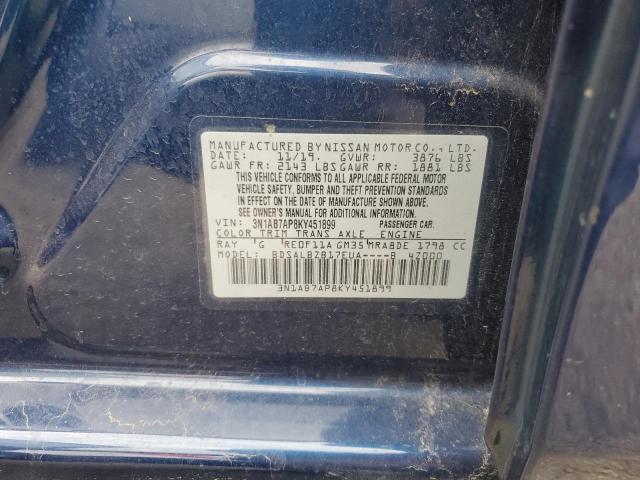 MANUFACTURED BY NISSAN MOTOR CO., LTD.
DATE: 11/19. GVWR: 3876 LBS
GAWR FR: 2143 LBS GAWR RR: 1881 LBS
THIS VEHICLE CONFORMS TO ALL APPLICABLE FEDERAL MOTOR
VEHICLE SAFETY, BUMPER AND THEFT PREVENTION STANDARDS
IN EFFECT ON THE DATE OF MANUFACTURE SHOWN ABOVE.
SEE OWNER'S MANUAL FOR ADDITIONAL INFORMATION.
VIN: 3N1AB7AP8KY451899 PASSENGER CAR.
COLOR TRIM TRANS AXLE ENGINE
RAY G RE0F11A GM35 MRA8DE 1798 CC
MODEL: BDSALBZB17EUA----B 4Z000
3N1AB7AP8KY451899